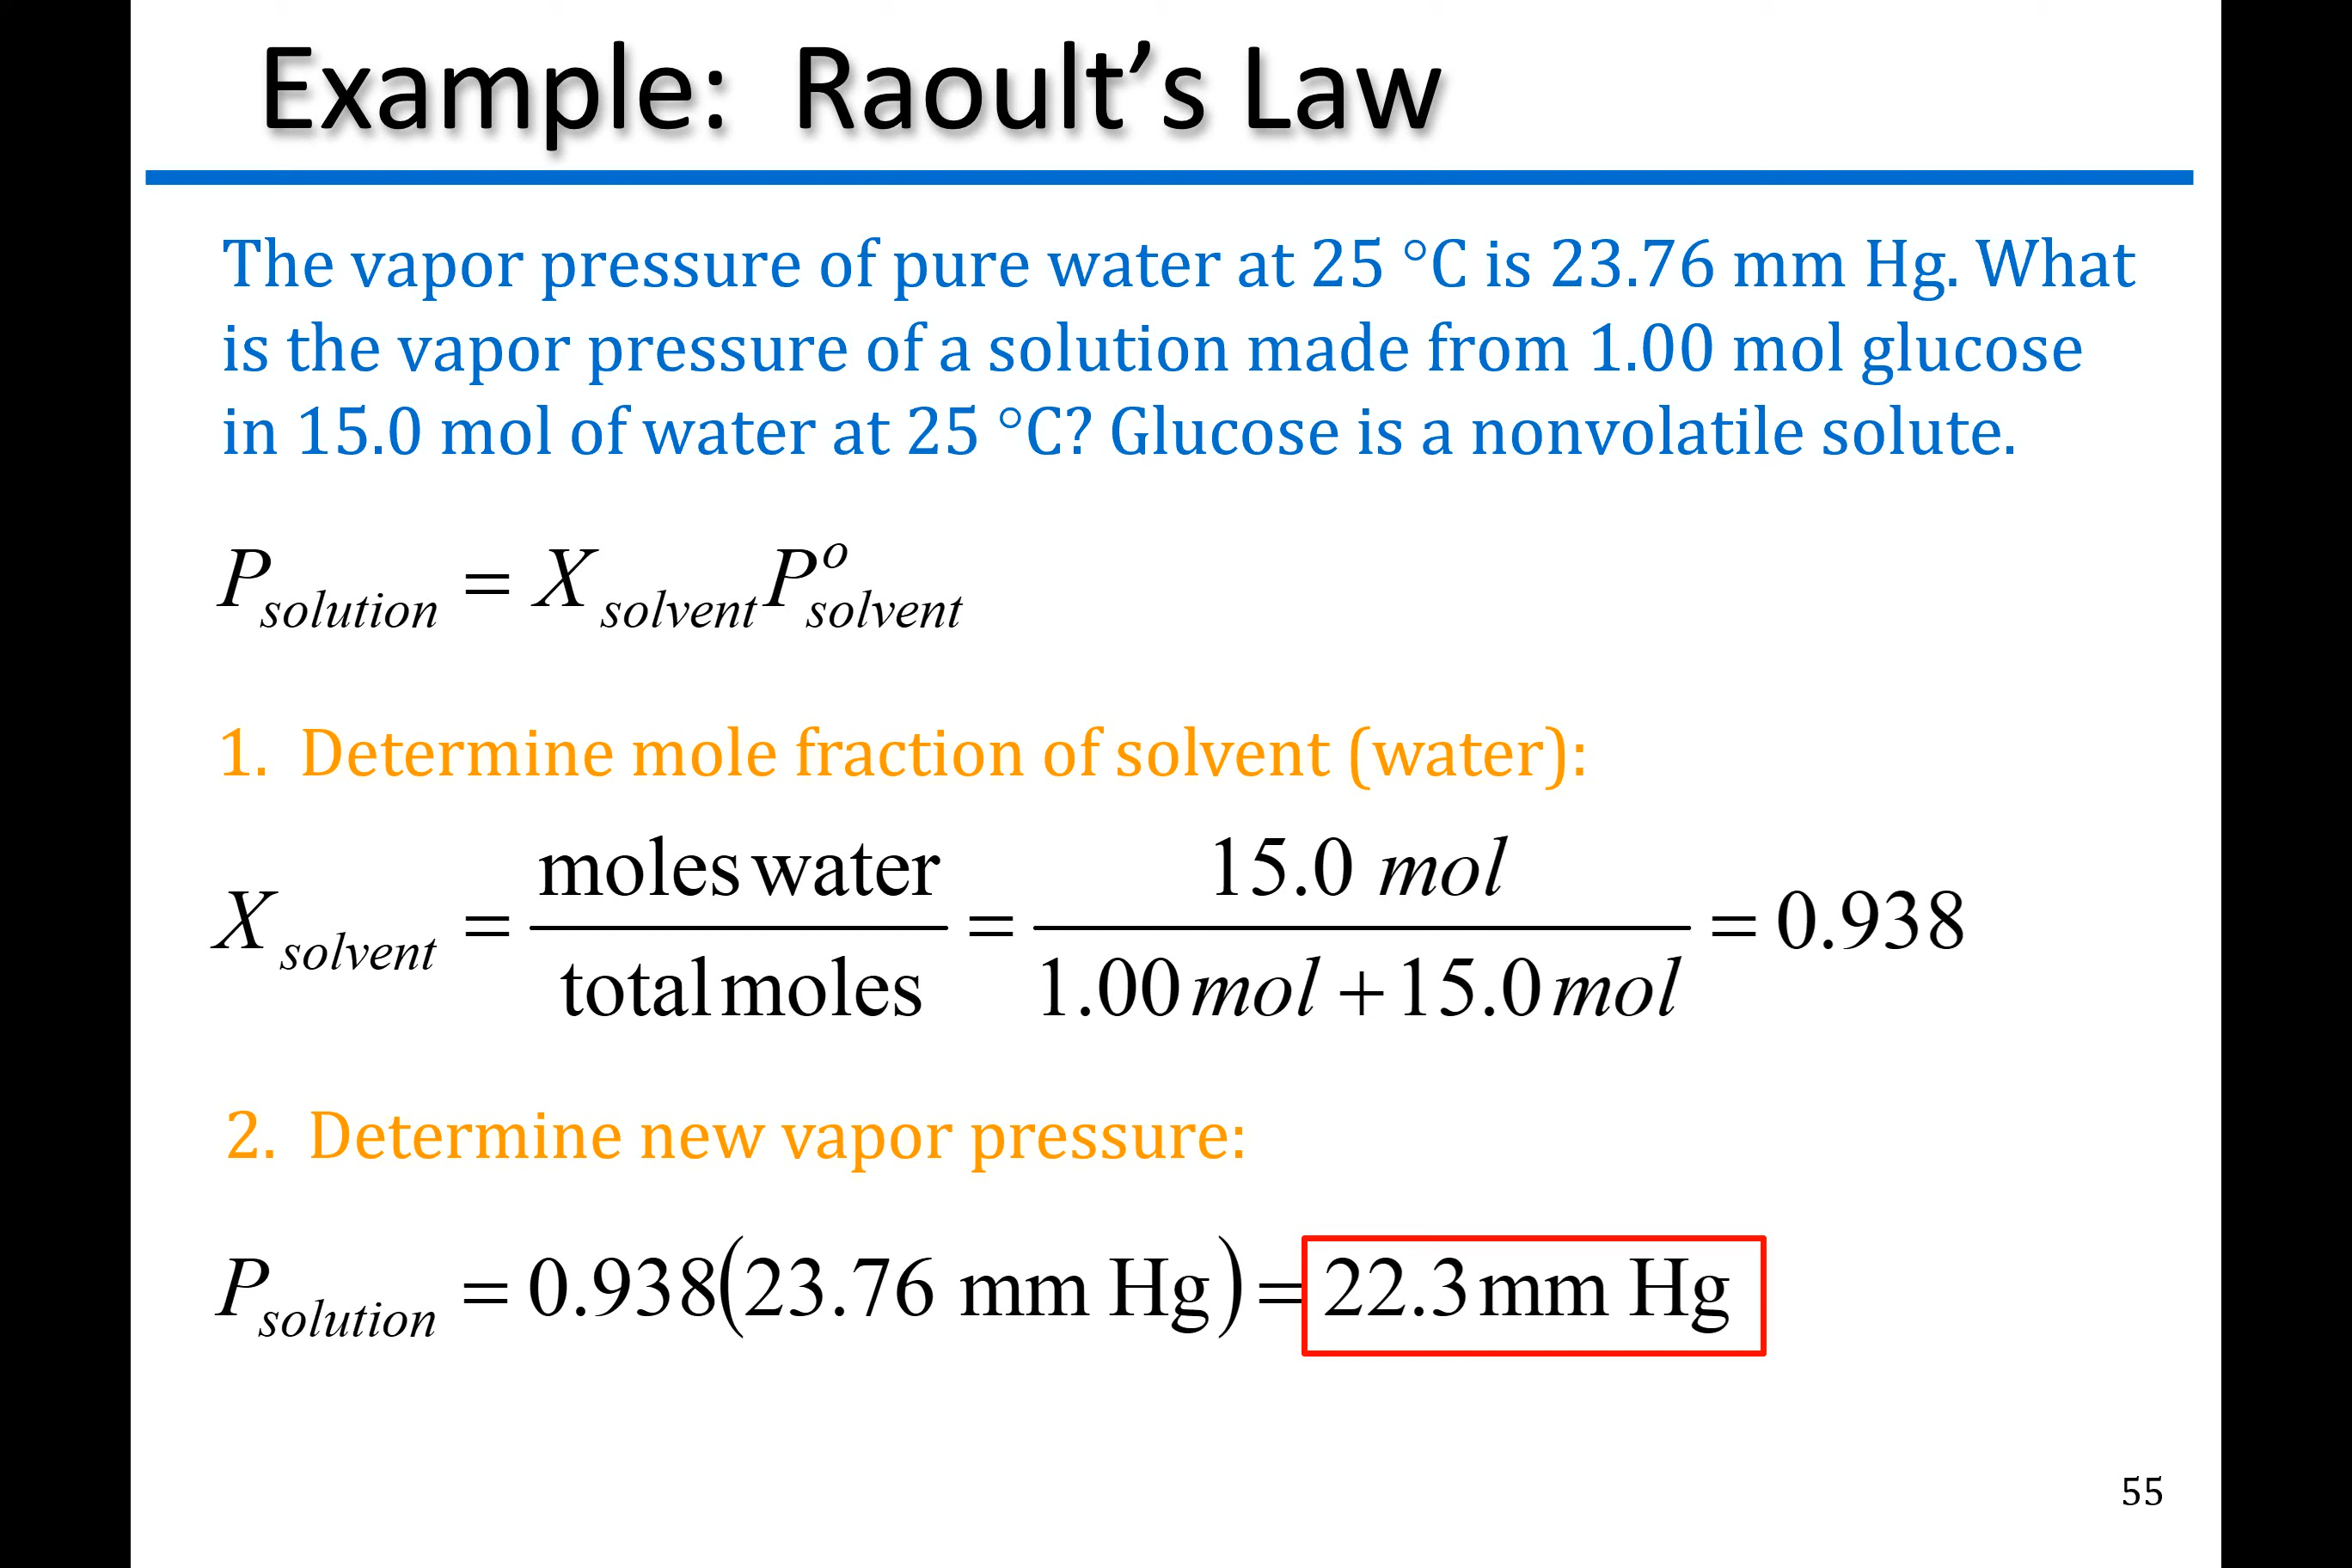 Example:  Raoult’s Law
The vapor pressure of pure water at 25 °C is 23.76 mm Hg. What
is the vapor pressure of a solution made from 1.00 mol glucose
in 15.0 mol of water at 25 °C? Glucose is a nonvolatile solute.
P_solution = X_solvent P°_solvent
1.  Determine mole fraction of solvent (water):
X_solvent = moles water / total moles = 15.0 mol / 1.00 mol + 15.0 mol = 0.938
2.  Determine new vapor pressure:
P_solution = 0.938(23.76 mm Hg) = 22.3 mm Hg
55